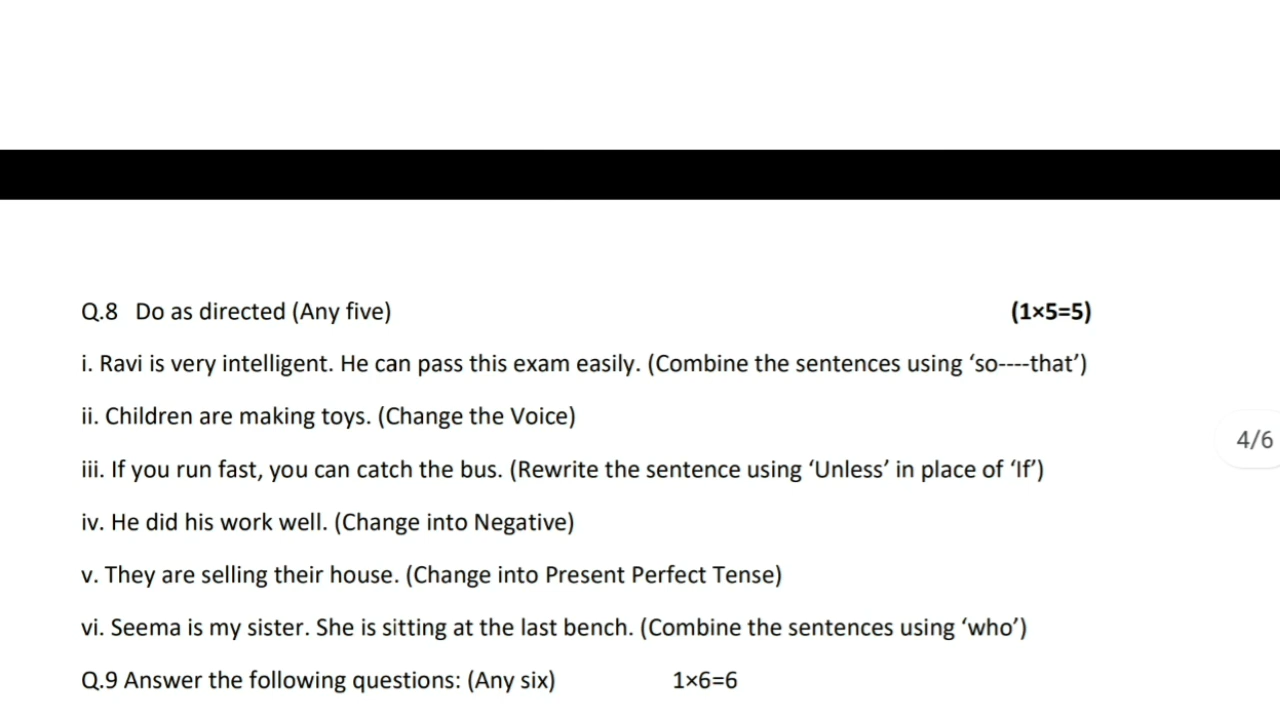 Q.8 Do as directed (Any five) (1×5=5)
i. Ravi is very intelligent. He can pass this exam easily. (Combine the sentences using ‘so----that’)
ii. Children are making toys. (Change the Voice)
4/6
iii. If you run fast, you can catch the bus. (Rewrite the sentence using ‘Unless’ in place of ‘If’)
iv. He did his work well. (Change into Negative)
v. They are selling their house. (Change into Present Perfect Tense)
vi. Seema is my sister. She is sitting at the last bench. (Combine the sentences using ‘who’)
Q.9 Answer the following questions: (Any six) 1×6=6